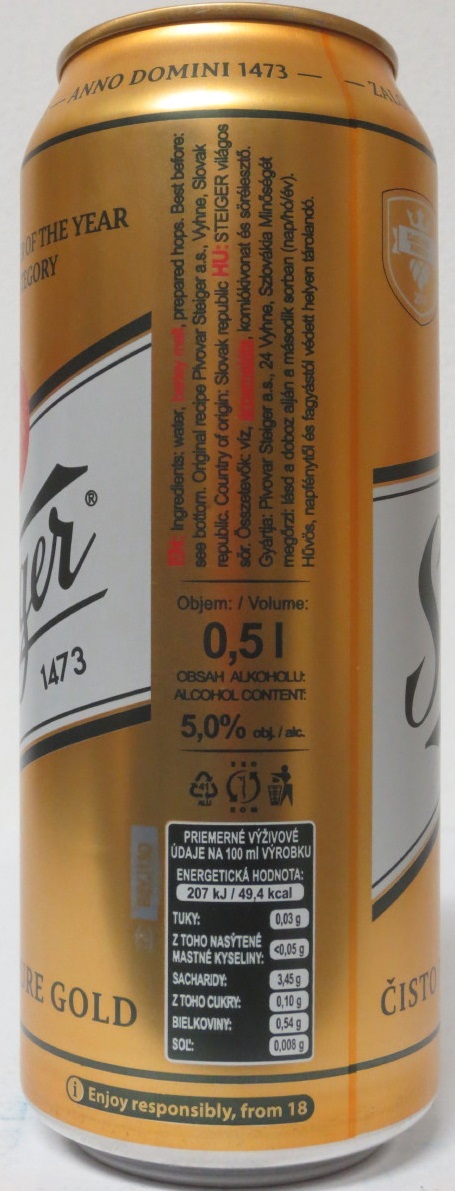 ANNO DOMINI 1473
OF THE YEAR
EGORY
ger®
1473
RE GOLD
EN: Ingredients: water, barley malt, prepared hops. Best before:
see bottom. Original recipe Pivovar Steiger a.s., Vyhne, Slovak
republic. Country of origin: Slovak republic HU: STEIGER világos
sör. Összetevők: víz, komlókivonat és sörélesztő.
Gyártja: Pivovar Steiger a.s., 24 Vyhne, Szlovákia Minőségét
megőrzi: lásd a doboz alján a második sorban (nap/hó/év).
Hűvös, napfénytől és fagyástól védett helyen tárolandó.
Objem: / Volume:
0,5 l
OBSAH ALKOHOLU:
ALCOHOL CONTENT:
5,0% obj. / alc.
ALU
PRIEMERNÉ VÝŽIVOVÉ
ÚDAJE NA 100 ml VÝROBKU
ENERGETICKÁ HODNOTA:
207 kJ / 49,4 kcal
TUKY: 0,03 g
Z TOHO NASÝTENÉ
MASTNÉ KYSELINY: <0,05 g
SACHARIDY: 3,45 g
Z TOHO CUKRY: 0,10 g
BIELKOVINY: 0,54 g
SOĽ: 0,008 g
Enjoy responsibly, from 18
ČISTO